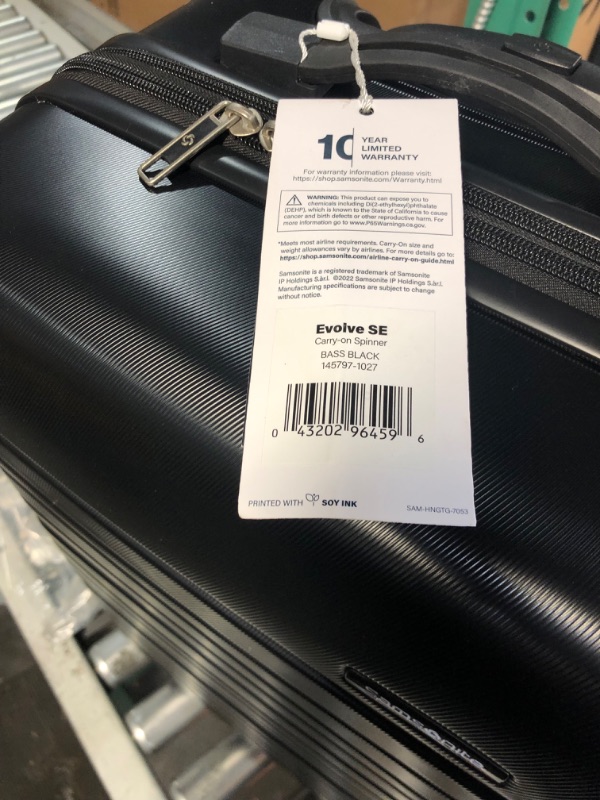 10 YEAR
LIMITED
WARRANTY
For warranty information please visit:
https://shop.samsonite.com/Warranty.html
WARNING: This product can expose you to
chemicals including Di(2-ethylhexyl)phthalate
(DEHP), which is known to the State of California to cause
cancer and birth defects or other reproductive harm. For
more information go to www.P65Warnings.ca.gov.
*Meets most airline requirements. Carry-On size and
weight allowances vary by airlines. For more details go to:
https://shop.samsonite.com/airline-carry-on-guide.html
Samsonite is a registered trademark of Samsonite
IP Holdings S.àr.l. ©2022 Samsonite IP Holdings S.àr.l.
Manufacturing specifications are subject to change
without notice.
Evolve SE
Carry-on Spinner
BASS BLACK
145797-1027
0 43202 96459 6
PRINTED WITH SOY INK
SAM-HNGTG-7053
Samsonite